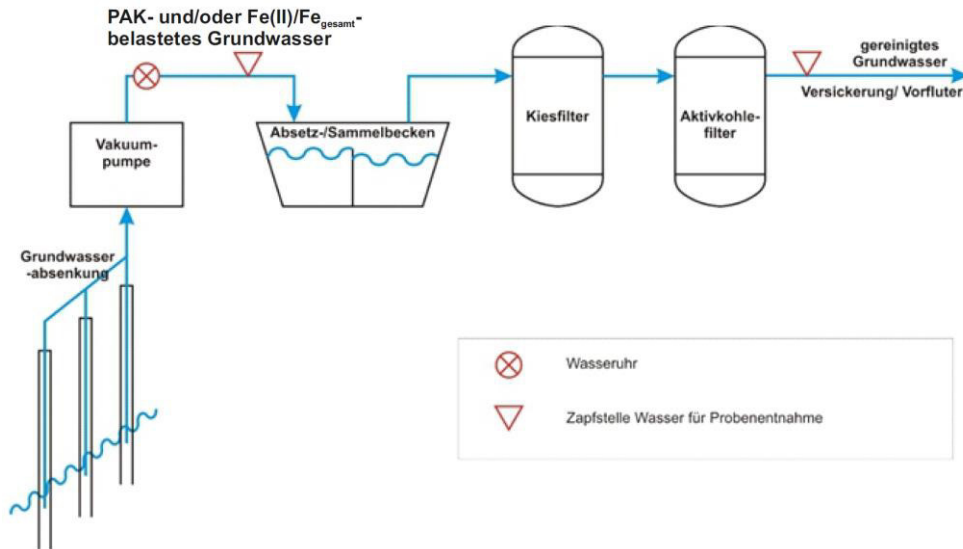 PAK- und/oder Fe(II)/Fegesamt-
belastetes Grundwasser
gereinigtes
Grundwasser
Versickerung/ Vorfluter
Absetz-/Sammelbecken
Kiesfilter
Aktivkohle-
filter
Vakuum-
pumpe
Grundwasser
-absenkung
Wasseruhr
Zapfstelle Wasser für Probenentnahme